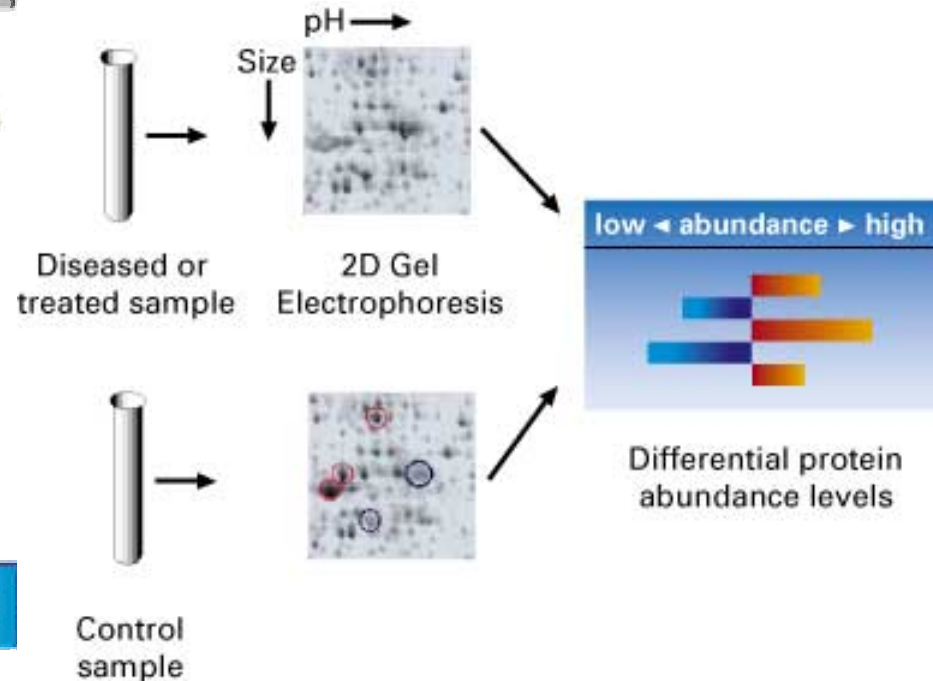 pH
Size
Diseased or
treated sample
2D Gel
Electrophoresis
low ◄ abundance ► high
Differential protein
abundance levels
Control
sample